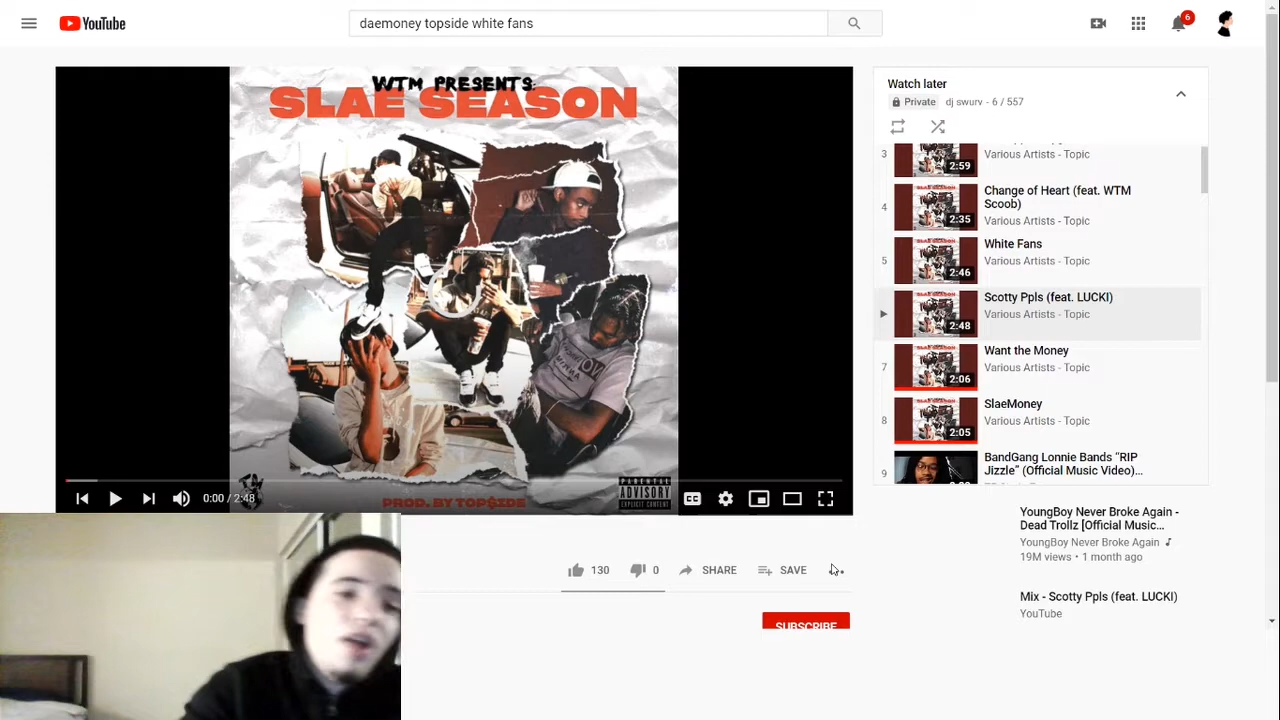 YouTube
daemoney topside white fans
6
WTM PRESENTS:
SLAE SEASON
PROD. BY TOP$IDE
PARENTAL
ADVISORY
EXPLICIT CONTENT
0:00 / 2:48
CC
130
0
SHARE
SAVE
SUBSCRIBE
Watch later
Private
dj swurv - 6 / 557
3
2:59
Various Artists - Topic
4
2:35
Change of Heart (feat. WTM
Scoob)
Various Artists - Topic
5
2:46
White Fans
Various Artists - Topic
2:48
Scotty Ppls (feat. LUCKI)
Various Artists - Topic
7
2:06
Want the Money
Various Artists - Topic
8
2:05
SlaeMoney
Various Artists - Topic
9
BandGang Lonnie Bands "RIP
Jizzle" (Official Music Video)...
YoungBoy Never Broke Again -
Dead Trollz [Official Music...
YoungBoy Never Broke Again
19M views • 1 month ago
Mix - Scotty Ppls (feat. LUCKI)
YouTube